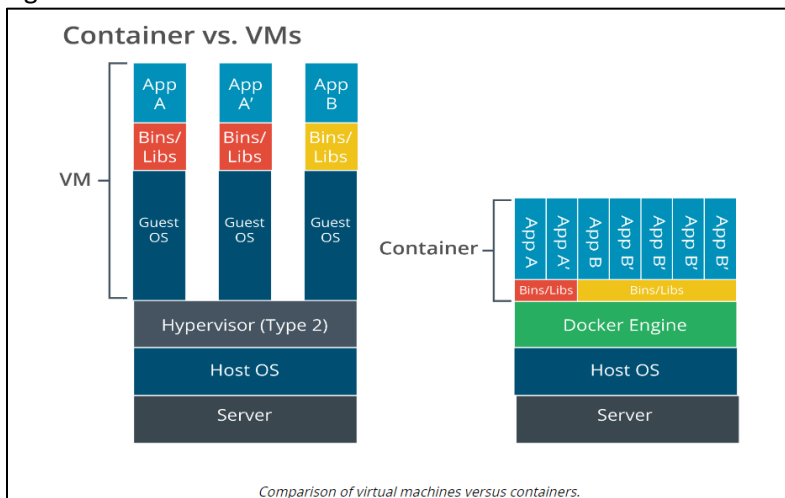 Container vs. VMs
VM
App
A
App
A'
App
B
Bins/
Libs
Bins/
Libs
Bins/
Libs
Guest
OS
Guest
OS
Guest
OS
Hypervisor (Type 2)
Host OS
Server
Container
App A
App A'
App B
App B'
App B'
App B'
App B'
Bins/Libs
Bins/Libs
Docker Engine
Host OS
Server
Comparison of virtual machines versus containers.